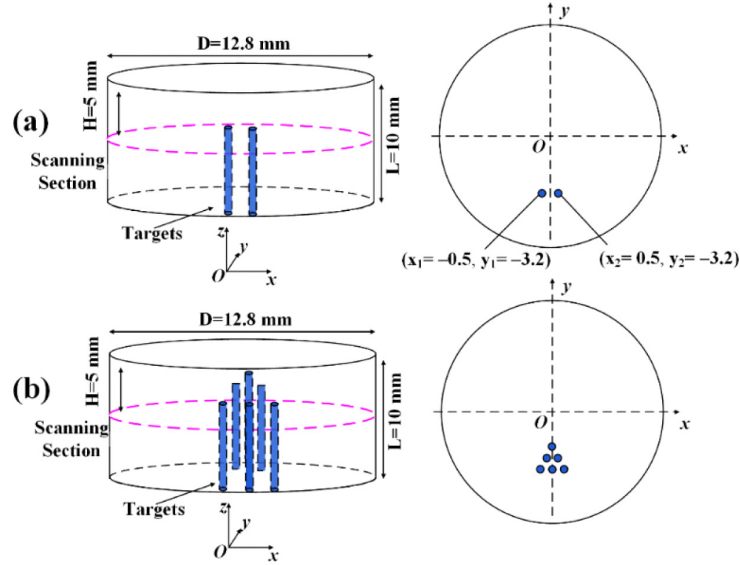 D=12.8 mm
H=5 mm
L=10 mm
(a)
Scanning
Section
Targets
z
y
O
x
y
O
x
(x₁= –0.5, y₁= –3.2)
(x₂= 0.5, y₂= –3.2)
D=12.8 mm
H=5 mm
L=10 mm
(b)
Scanning
Section
Targets
z
y
O
x
y
O
x